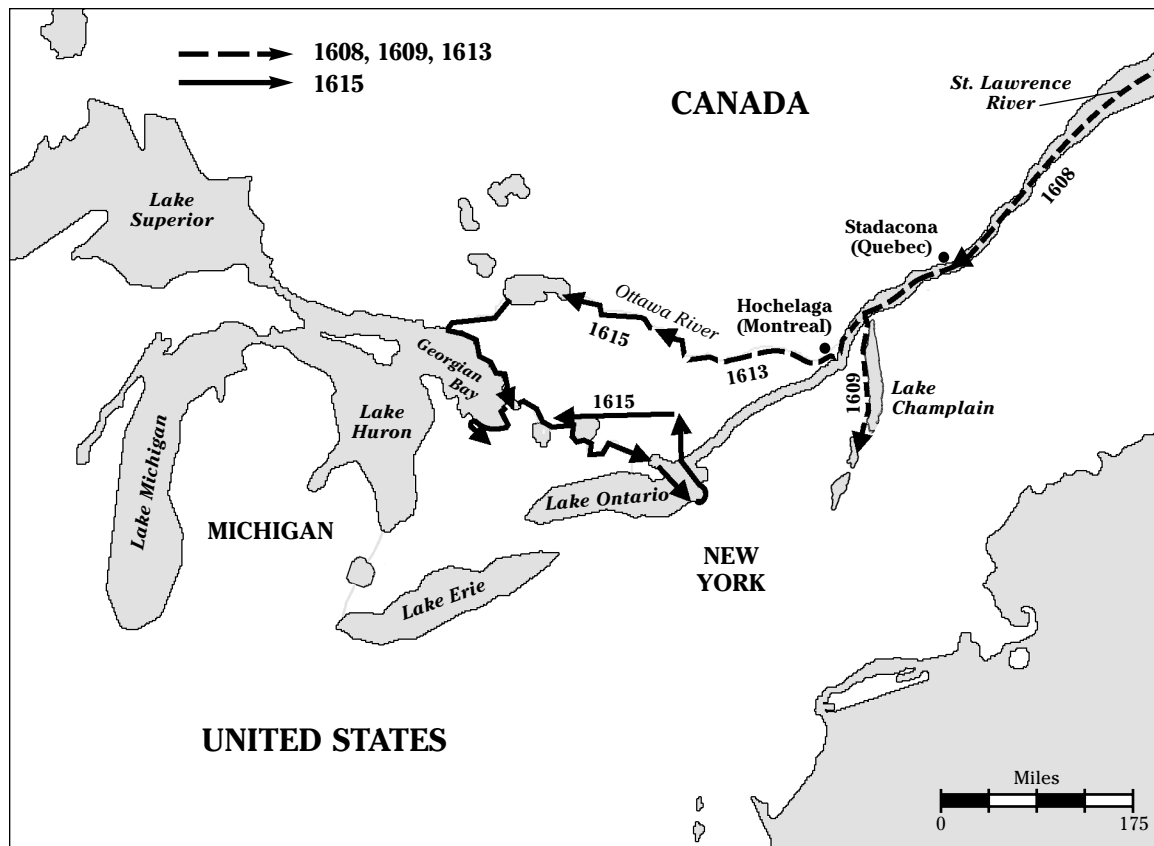 1608, 1609, 1613
1615
CANADA
St. Lawrence
River
1608
Lake
Superior
Stadacona
(Quebec)
Ottawa River
Hochelaga
(Montreal)
1615
1613
Georgian
Bay
1609
Lake
Champlain
1615
Lake
Huron
Lake Michigan
Lake Ontario
MICHIGAN
NEW
YORK
Lake Erie
UNITED STATES
Miles
0
175